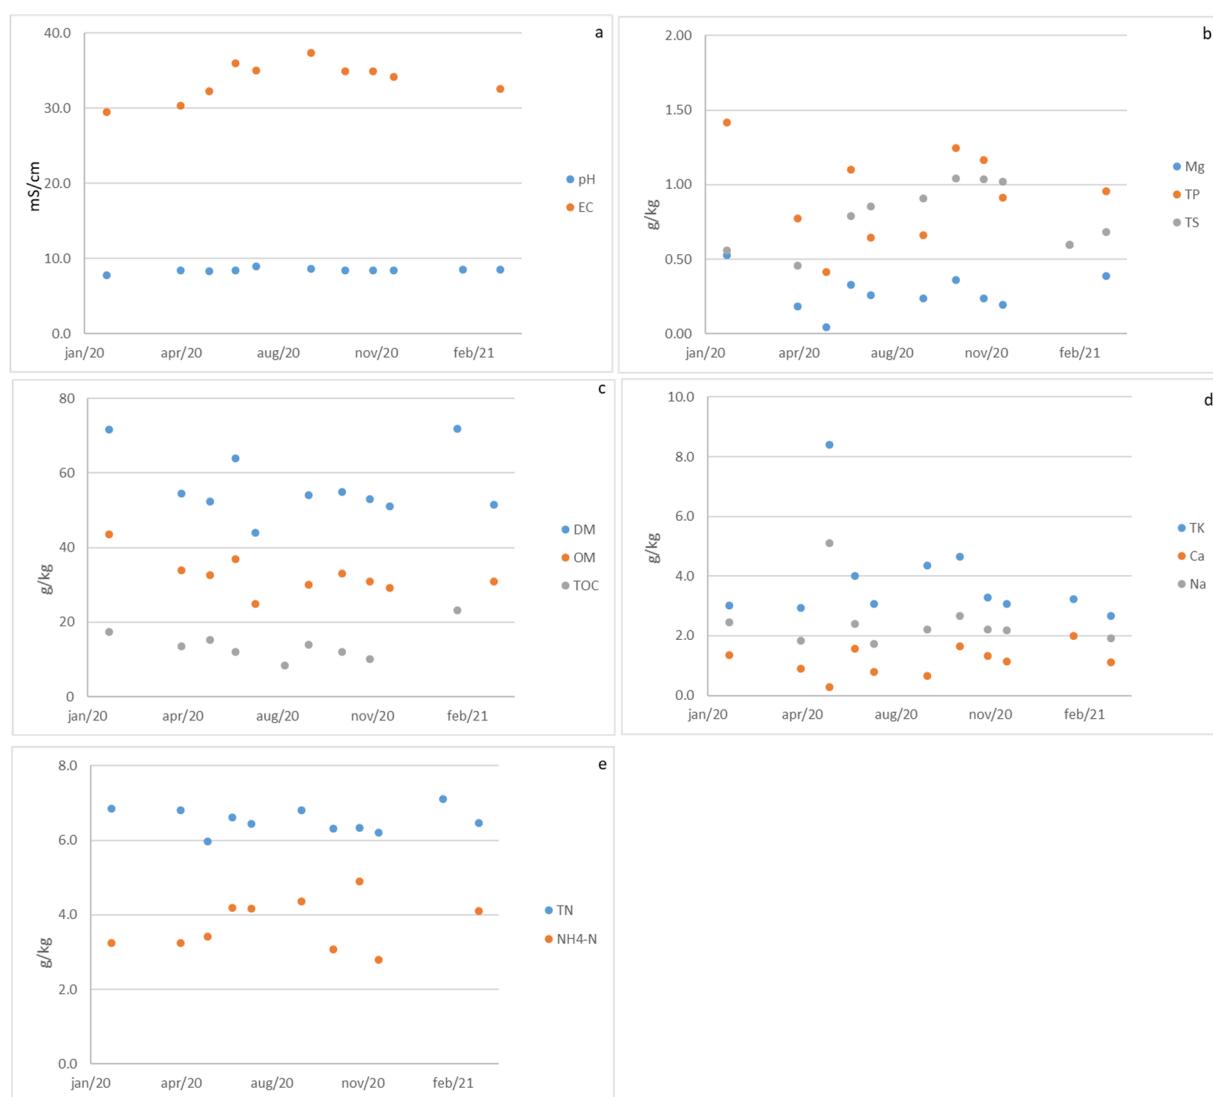 a
40.0
30.0
20.0
10.0
0.0
mS/cm
jan/20 apr/20 aug/20 nov/20 feb/21
pH
EC
b
2.00
1.50
1.00
0.50
0.00
g/kg
jan/20 apr/20 aug/20 nov/20 feb/21
Mg
TP
TS
c
80
60
40
20
0
g/kg
jan/20 apr/20 aug/20 nov/20 feb/21
DM
OM
TOC
d
10.0
8.0
6.0
4.0
2.0
0.0
g/kg
jan/20 apr/20 aug/20 nov/20 feb/21
TK
Ca
Na
e
8.0
6.0
4.0
2.0
0.0
g/kg
jan/20 apr/20 aug/20 nov/20 feb/21
TN
NH4-N